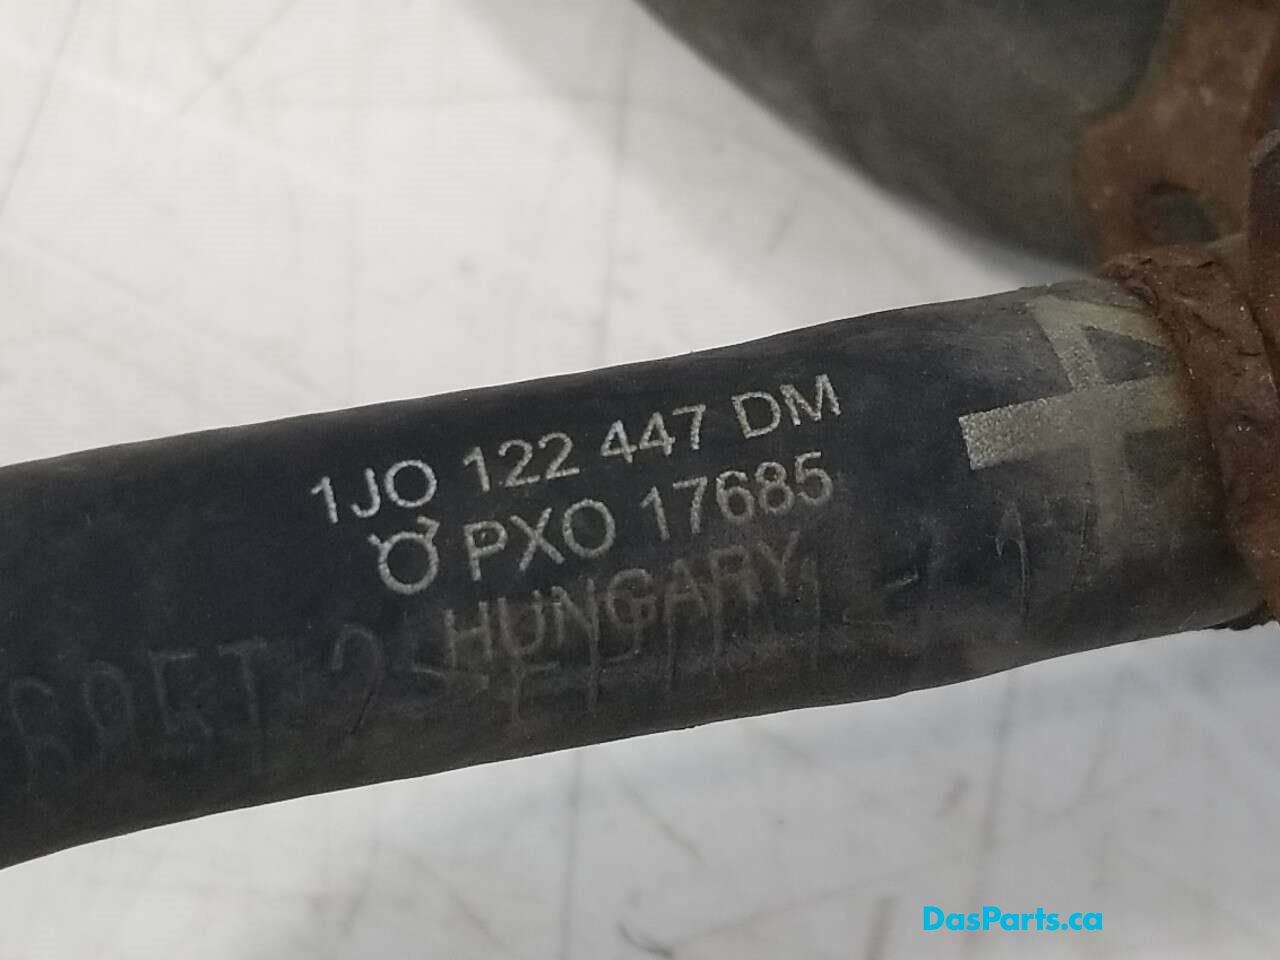 1JO 122 447 DM
PXO 17685
HUNGARY
DasParts.ca